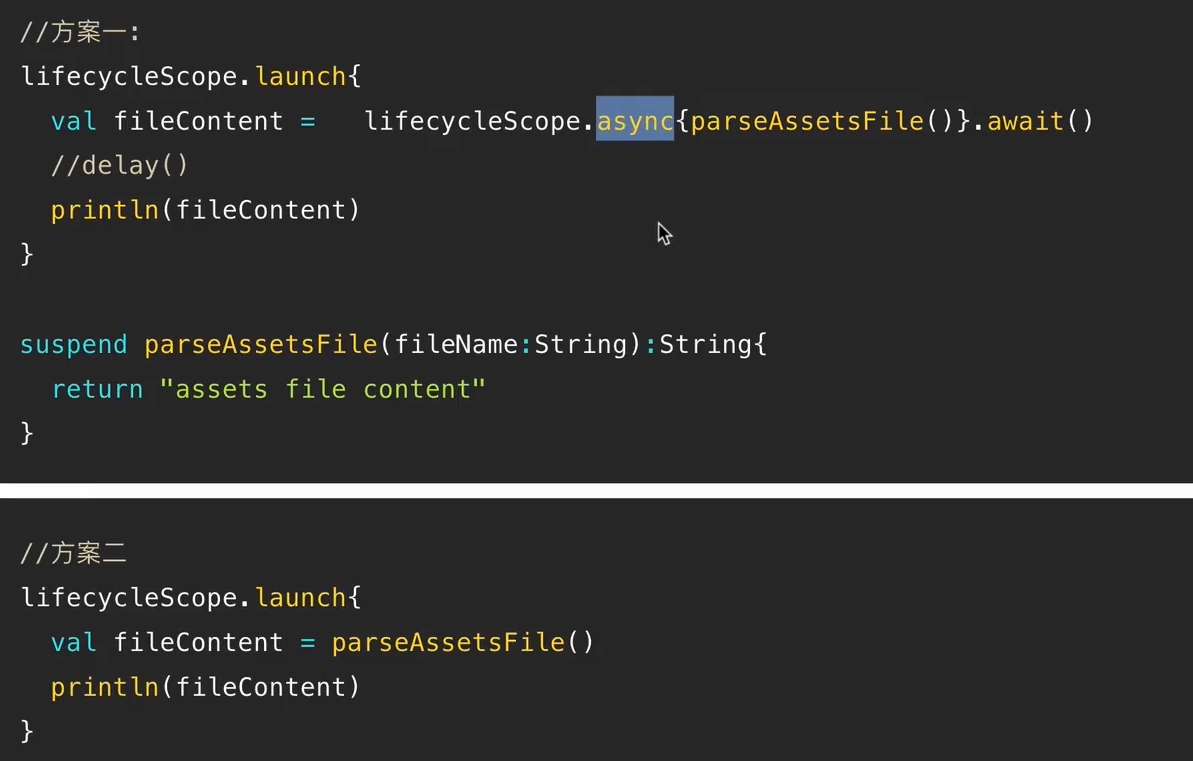 //方案一:
lifecycleScope.launch{
val fileContent = lifecycleScope.async{parseAssetsFile()}.await()
//delay()
println(fileContent)
}
suspend parseAssetsFile(fileName:String):String{
return "assets file content"
}
//方案二
lifecycleScope.launch{
val fileContent = parseAssetsFile()
println(fileContent)
}